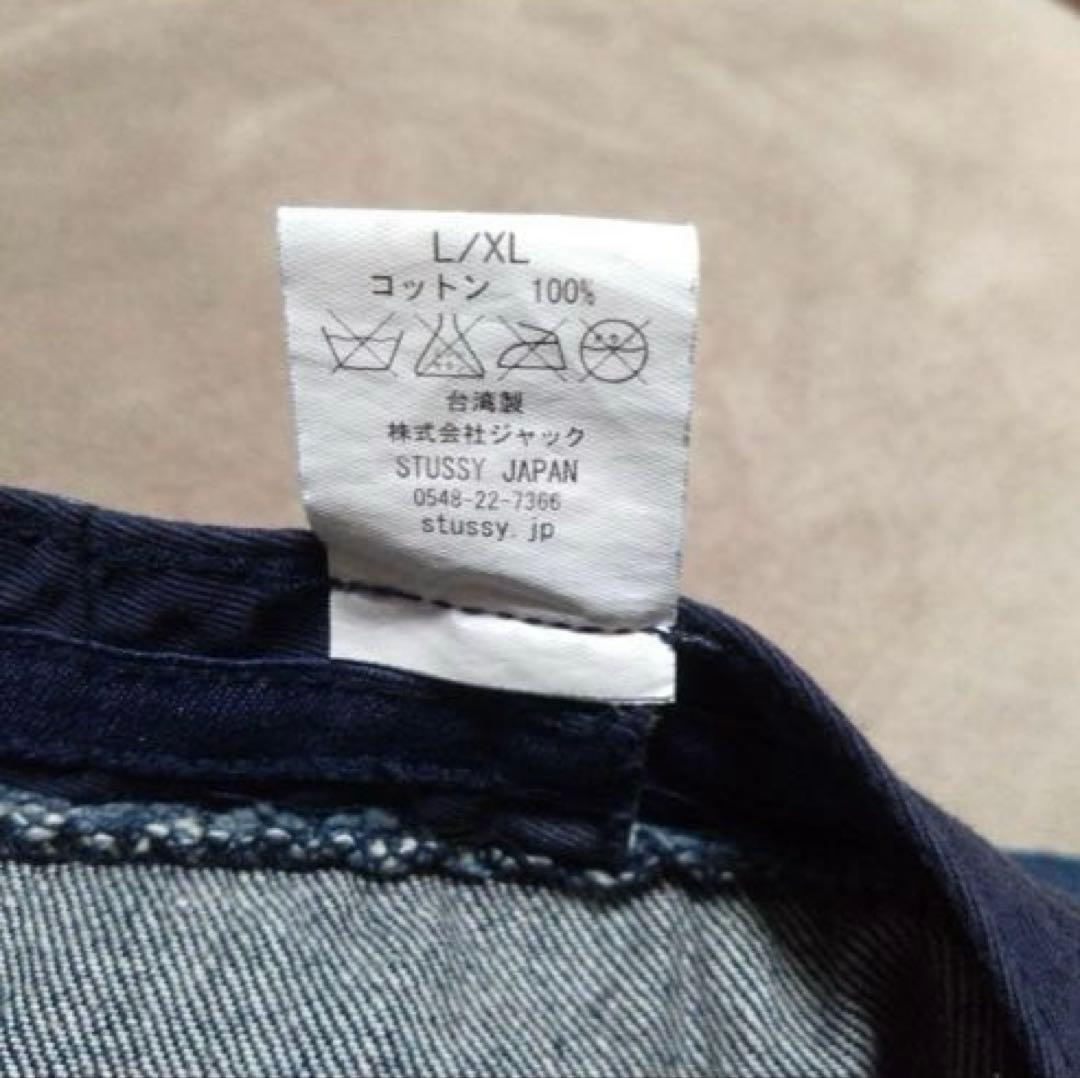 L/XL
コットン 100%
台湾製
株式会社ジャック
STUSSY JAPAN
0548-22-7366
stussy.jp